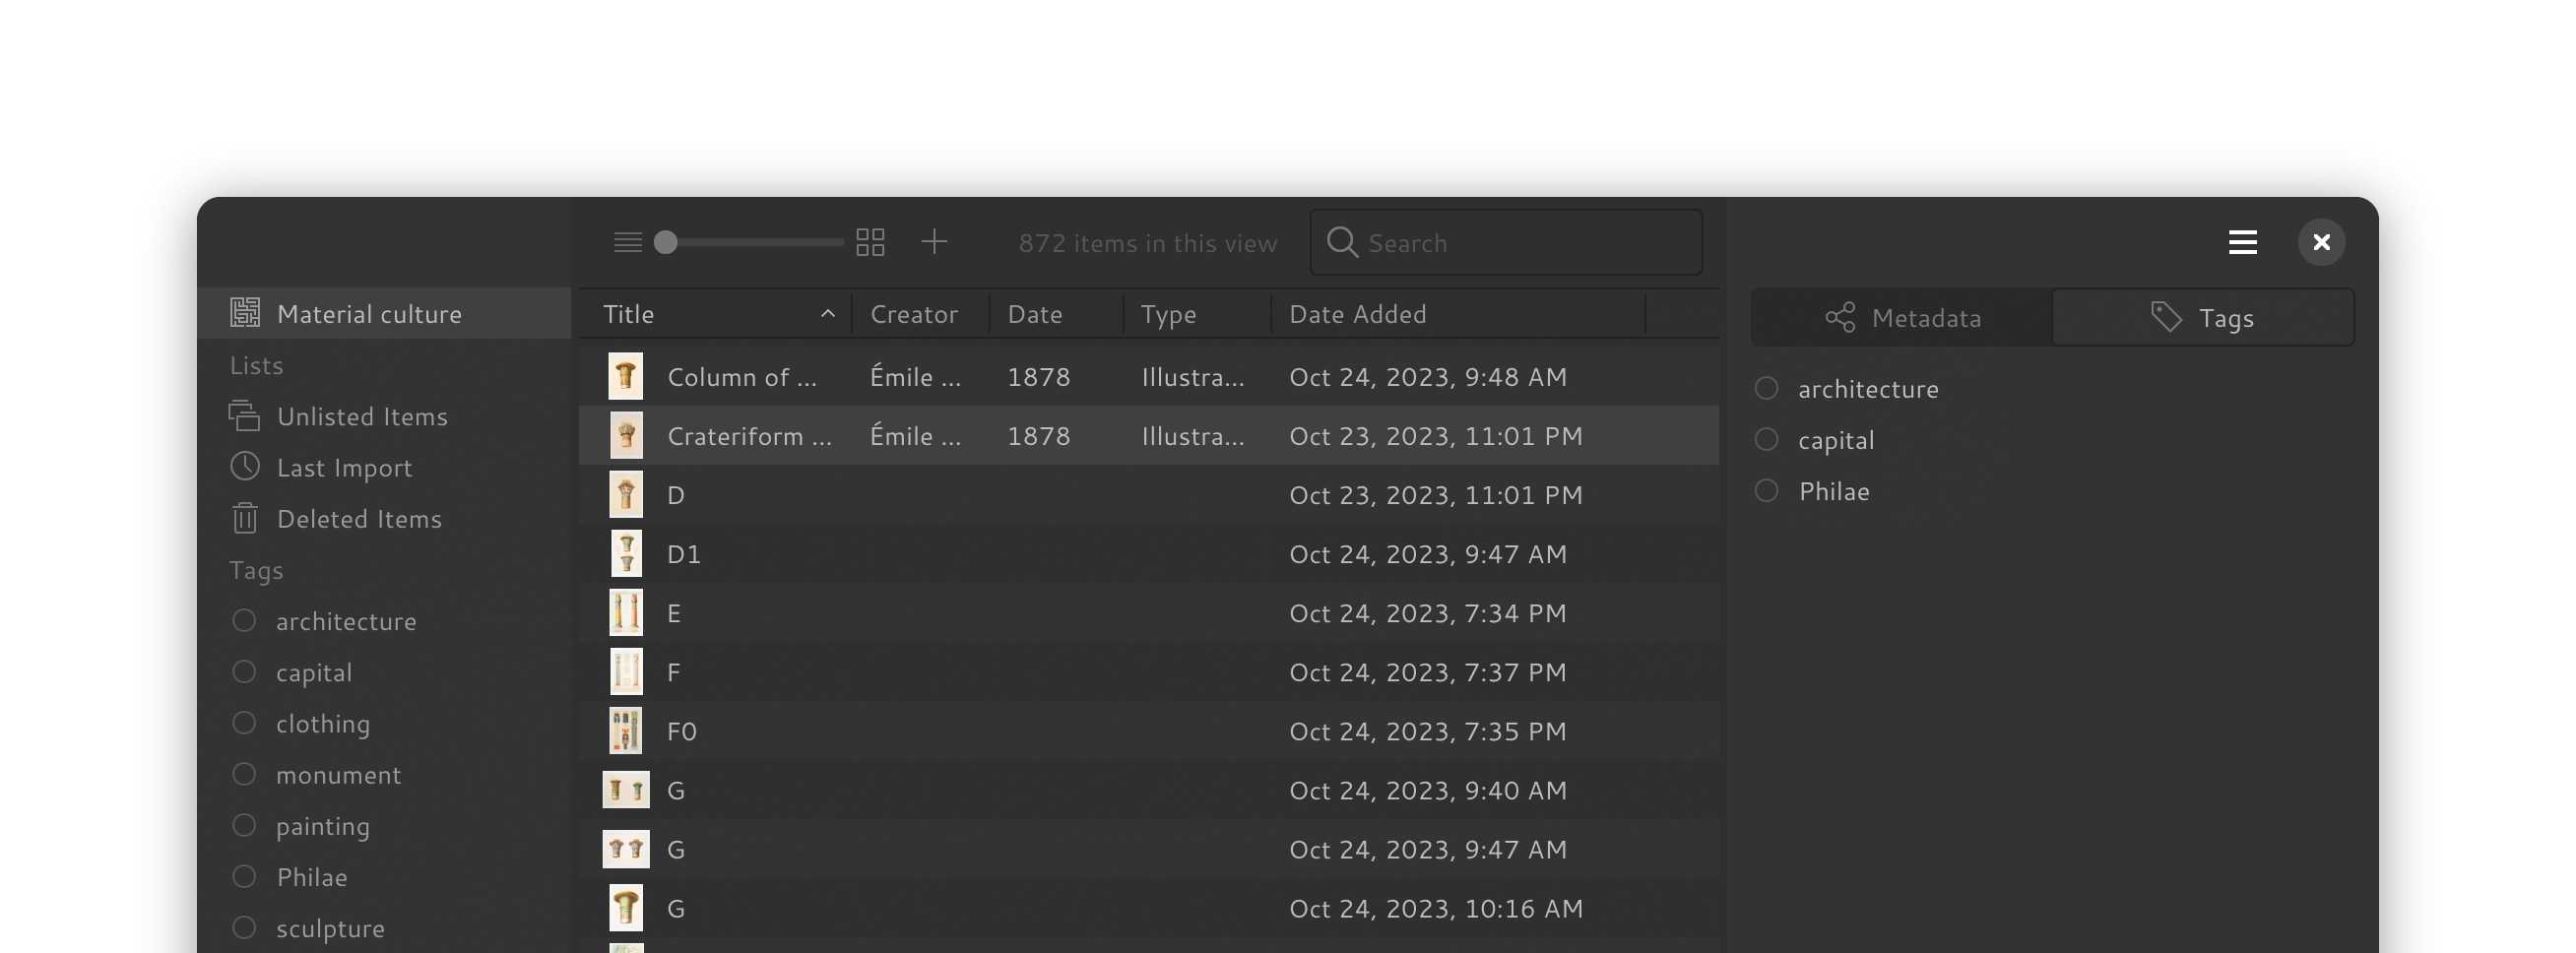 872 items in this view
Search
Material culture
Lists
Unlisted Items
Last Import
Deleted Items
Tags
architecture
capital
clothing
monument
painting
Philae
sculpture
Title Creator Date Type Date Added
Column of ... Émile ... 1878 Illustra... Oct 24, 2023, 9:48 AM
Crateriform ... Émile ... 1878 Illustra... Oct 23, 2023, 11:01 PM
D Oct 23, 2023, 11:01 PM
D1 Oct 24, 2023, 9:47 AM
E Oct 24, 2023, 7:34 PM
F Oct 24, 2023, 7:37 PM
F0 Oct 24, 2023, 7:35 PM
G Oct 24, 2023, 9:40 AM
G Oct 24, 2023, 9:47 AM
G Oct 24, 2023, 10:16 AM
Metadata
Tags
architecture
capital
Philae